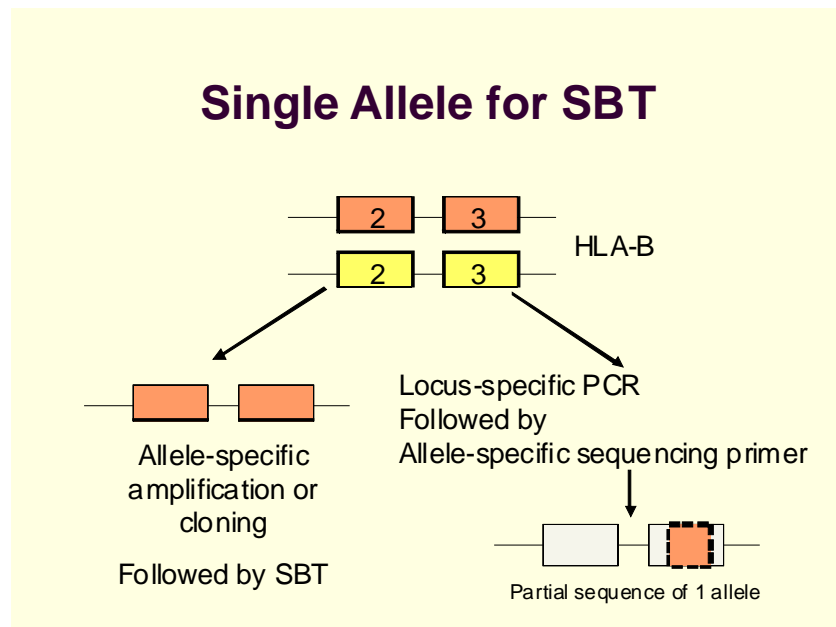 Single Allele for SBT
2 3
HLA-B
2 3
Allele-specific
amplification or
cloning
Followed by SBT
Locus-specific PCR
Followed by
Allele-specific sequencing primer
Partial sequence of 1 allele